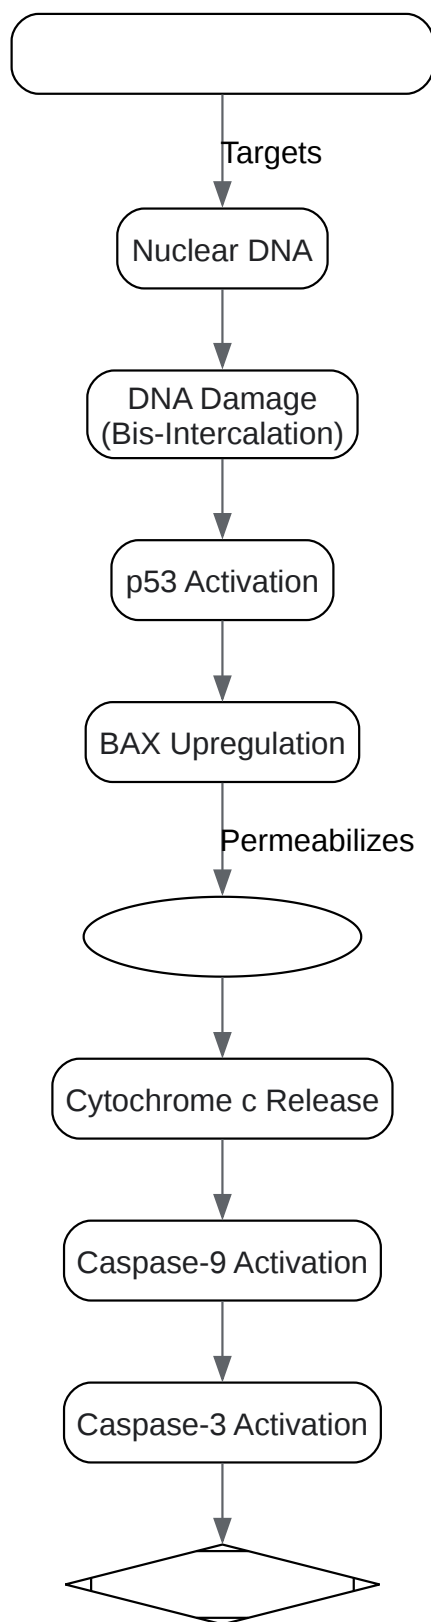 Targets
Nuclear DNA
DNA Damage
(Bis-Intercalation)
p53 Activation
BAX Upregulation
Permeabilizes
Cytochrome c Release
Caspase-9 Activation
Caspase-3 Activation